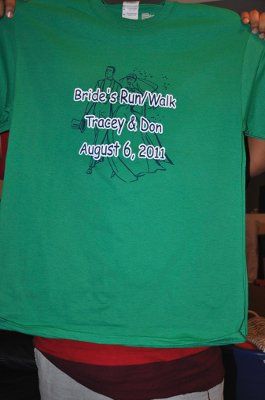 Bride's Run/Walk
Tracey & Don
August 6, 2011